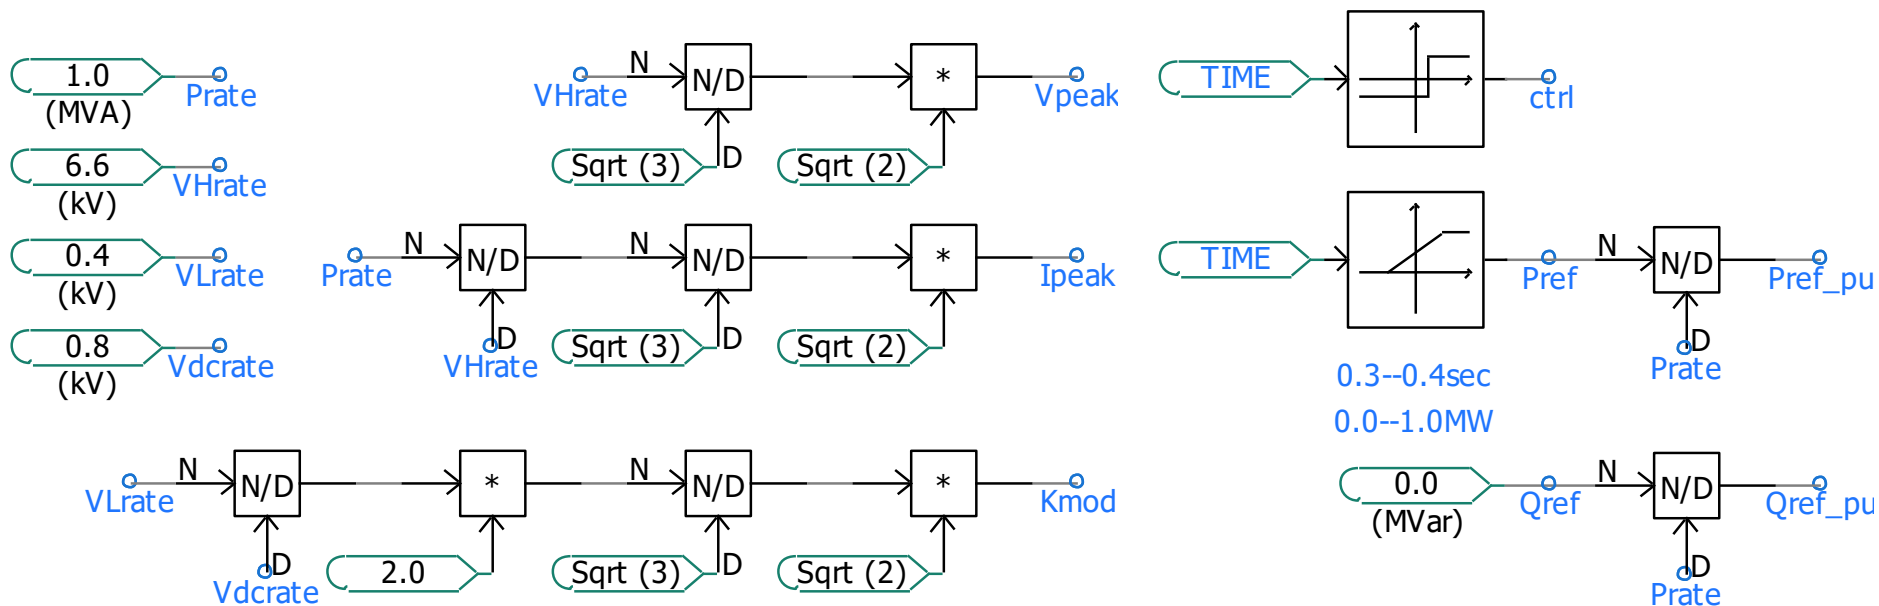 1.0
(MVA)
Prate
6.6
(kV)
VHrate
0.4
(kV)
VLrate
0.8
(kV)
Vdcrate
VHrate
N
N/D
D
Sqrt (3)
*
Sqrt (2)
Vpeak
Prate
N
N/D
D
VHrate
N
N/D
D
Sqrt (3)
*
Sqrt (2)
Ipeak
VLrate
N
N/D
D
Vdcrate
*
2.0
N
N/D
D
Sqrt (3)
*
Sqrt (2)
Kmod
TIME
ctrl
TIME
Pref
N
N/D
D
Prate
Pref_pu
0.3--0.4sec
0.0--1.0MW
0.0
(MVar)
Qref
N
N/D
D
Prate
Qref_pu